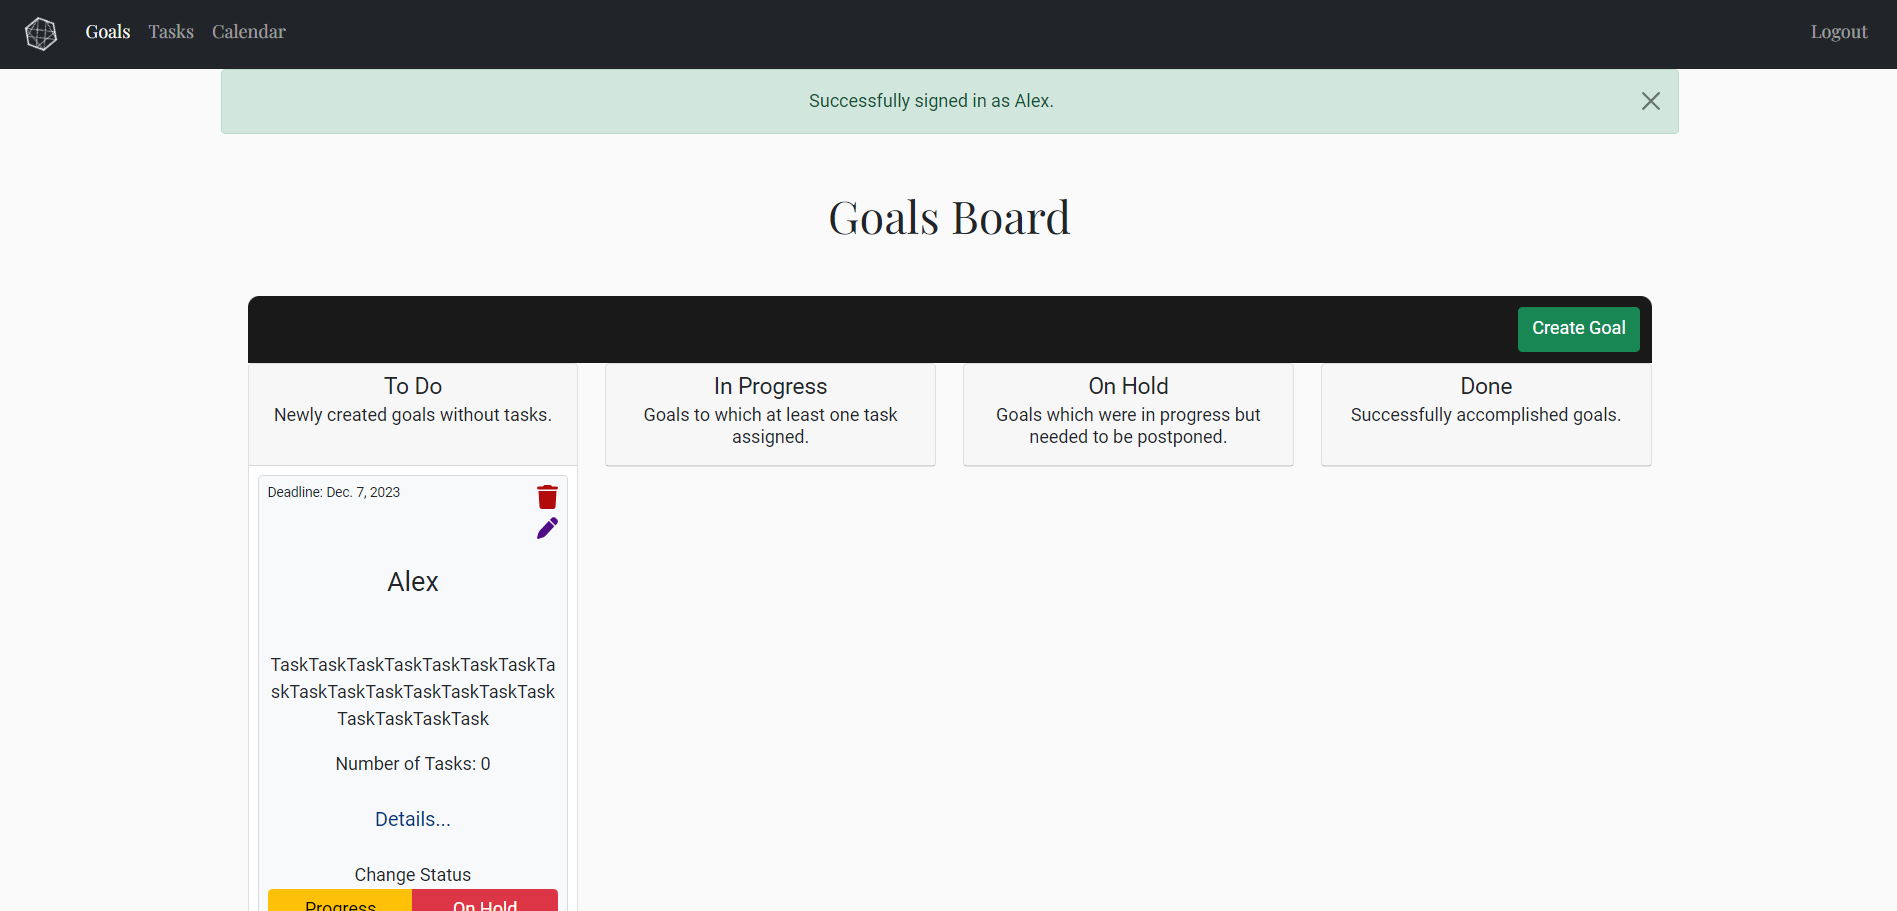 Goals Tasks Calendar Logout
Successfully signed in as Alex.
Goals Board
Create Goal
To Do
Newly created goals without tasks.
In Progress
Goals to which at least one task
assigned.
On Hold
Goals which were in progress but
needed to be postponed.
Done
Successfully accomplished goals.
Deadline: Dec. 7, 2023
Alex
TaskTaskTaskTaskTaskTaskTaskTa
skTaskTaskTaskTaskTaskTaskTask
TaskTaskTaskTask
Number of Tasks: 0
Details...
Change Status
Progress On Hold